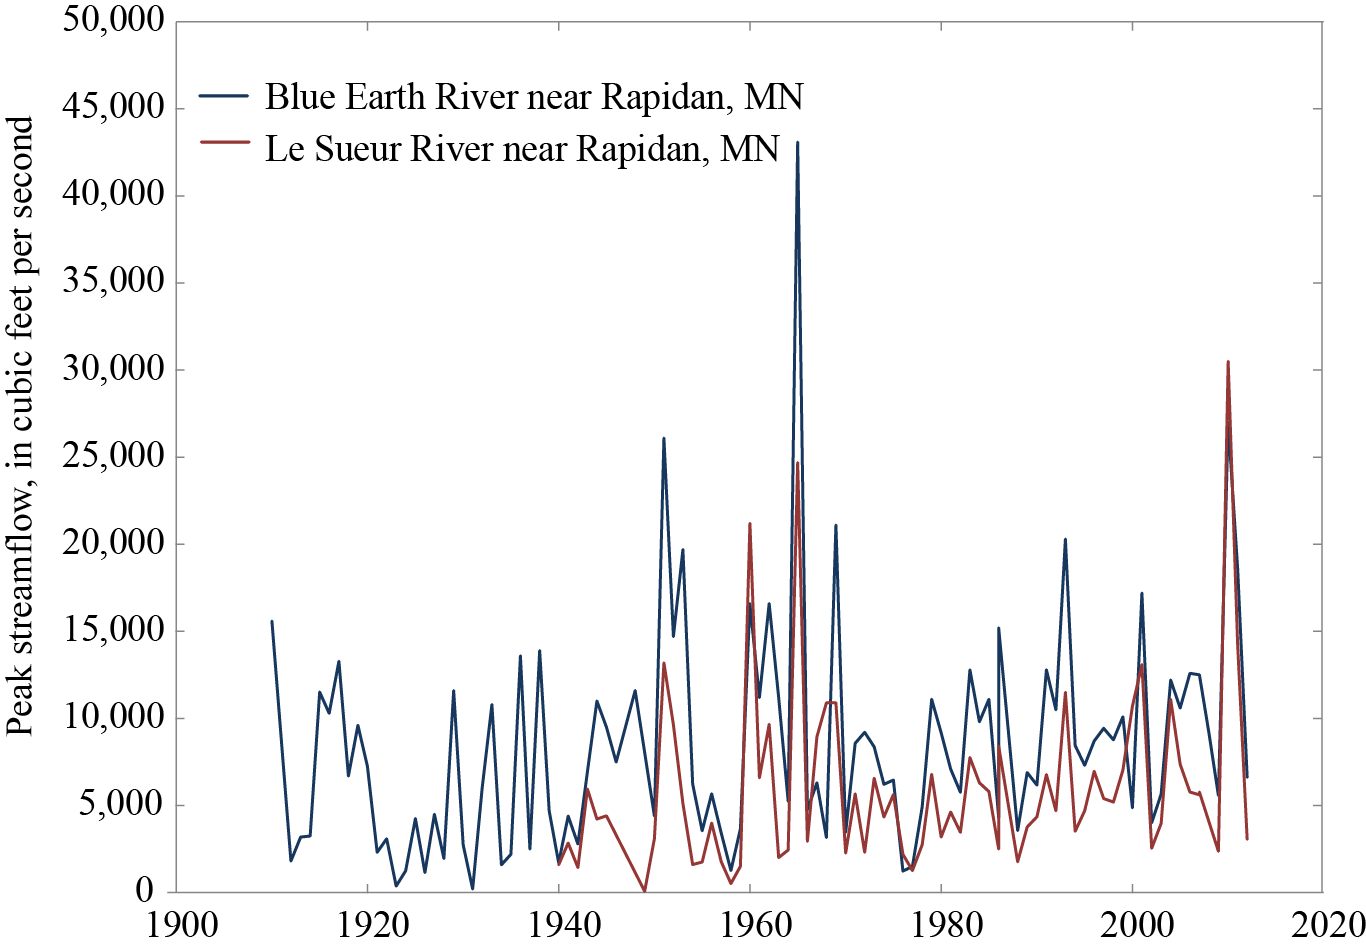 50,000
45,000
40,000
35,000
30,000
25,000
20,000
15,000
10,000
5,000
0
Peak streamflow, in cubic feet per second
Blue Earth River near Rapidan, MN
Le Sueur River near Rapidan, MN
1900 1920 1940 1960 1980 2000 2020